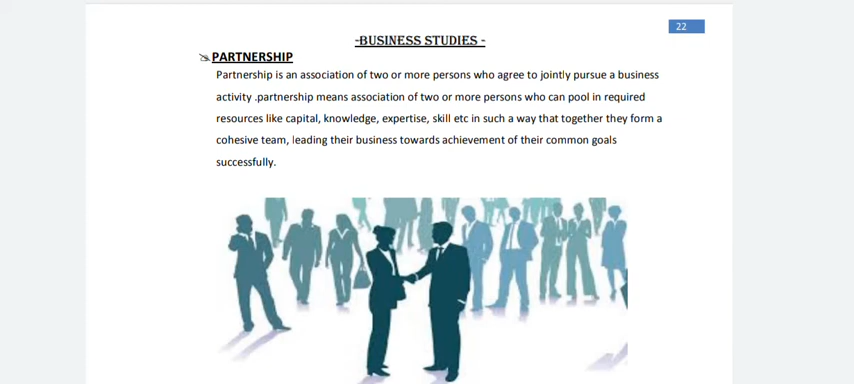 22
-BUSINESS STUDIES -
PARTNERSHIP
Partnership is an association of two or more persons who agree to jointly pursue a business
activity .partnership means association of two or more persons who can pool in required
resources like capital, knowledge, expertise, skill etc in such a way that together they form a
cohesive team, leading their business towards achievement of their common goals
successfully.